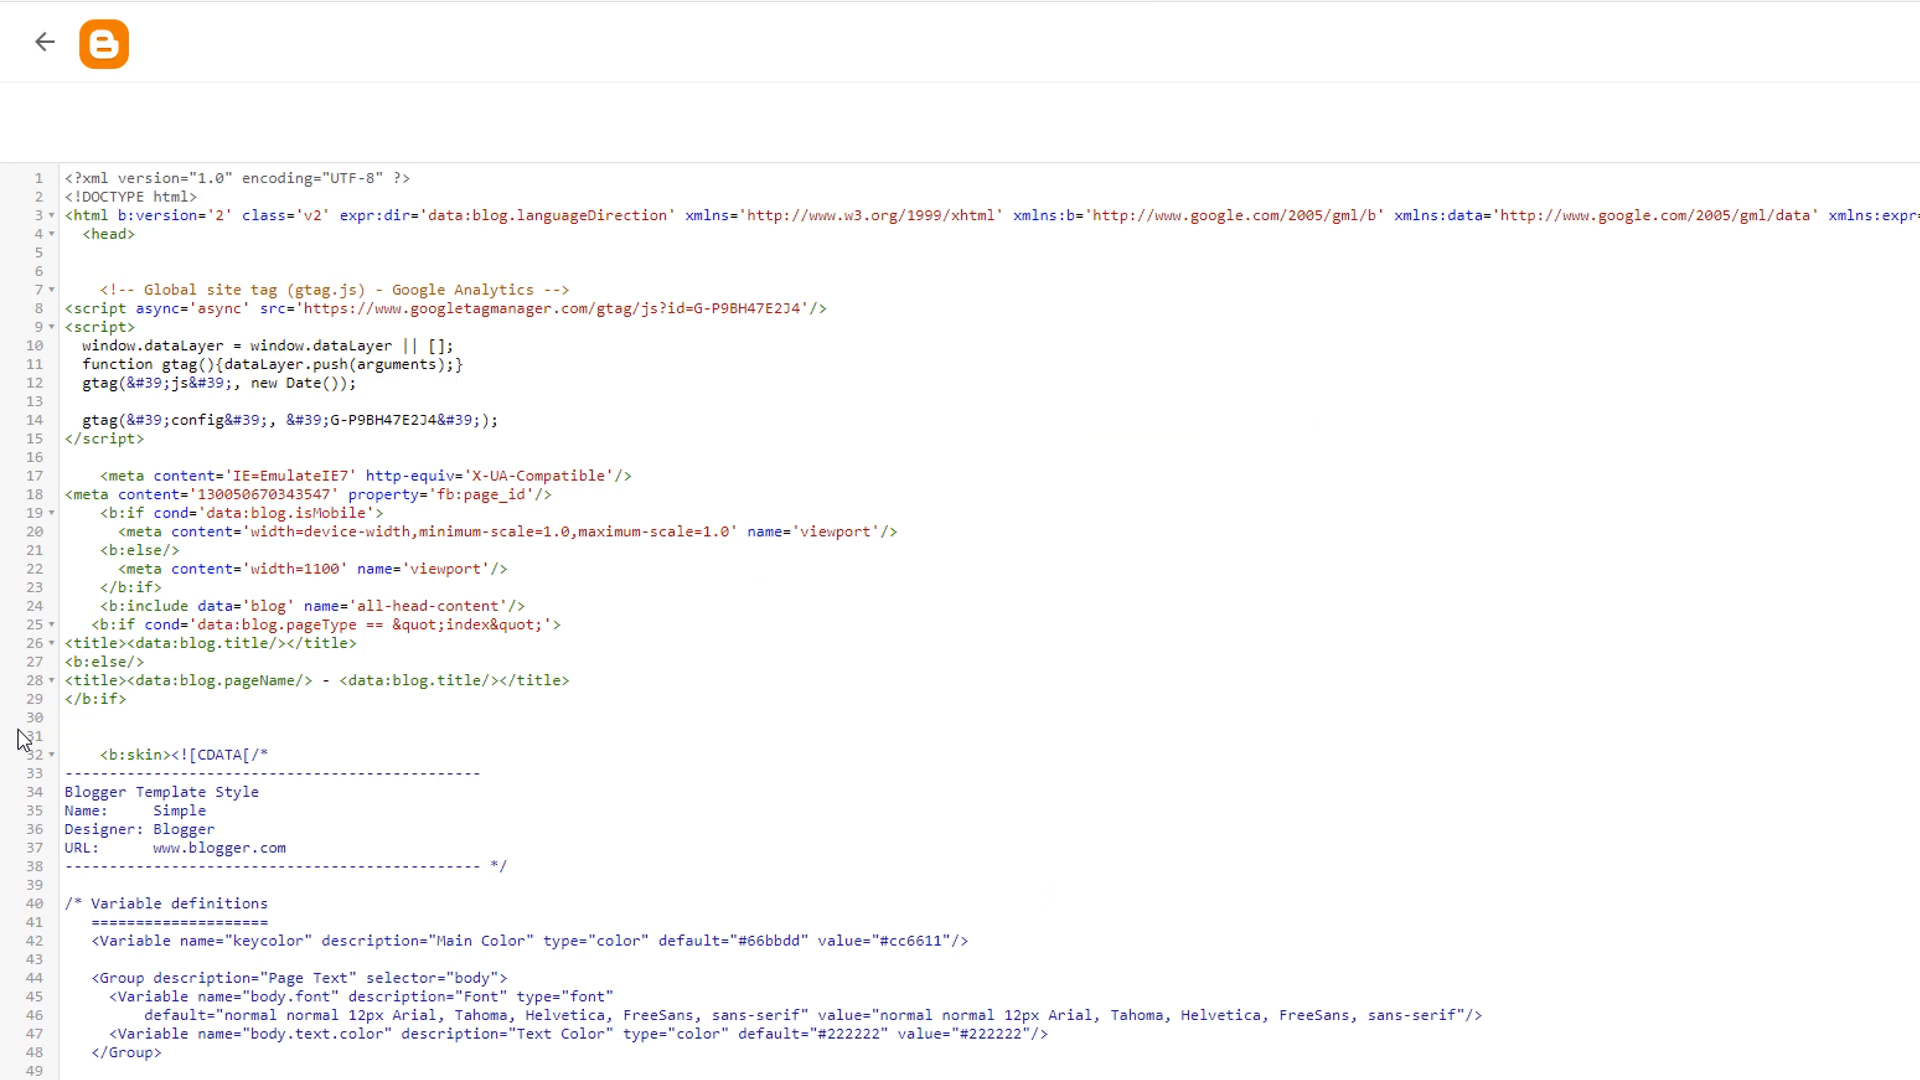 1 <?xml version="1.0" encoding="UTF-8" ?>
2 <!DOCTYPE html>
3 <html b:version='2' class='v2' expr:dir='data:blog.languageDirection' xmlns='http://www.w3.org/1999/xhtml' xmlns:b='http://www.google.com/2005/gml/b' xmlns:data='http://www.google.com/2005/gml/data' xmlns:expr
4 <head>
5
6
7 <!-- Global site tag (gtag.js) - Google Analytics -->
8 <script async='async' src='https://www.googletagmanager.com/gtag/js?id=G-P9BH47E2J4'/>
9 <script>
10 window.dataLayer = window.dataLayer || [];
11 function gtag(){dataLayer.push(arguments);}
12 gtag(&#39;js&#39;, new Date());
13
14 gtag(&#39;config&#39;, &#39;G-P9BH47E2J4&#39;);
15 </script>
16
17 <meta content='IE=EmulateIE7' http-equiv='X-UA-Compatible'/>
18 <meta content='130050670343547' property='fb:page_id'/>
19 <b:if cond='data:blog.isMobile'>
20 <meta content='width=device-width,minimum-scale=1.0,maximum-scale=1.0' name='viewport'/>
21 <b:else/>
22 <meta content='width=1100' name='viewport'/>
23 </b:if>
24 <b:include data='blog' name='all-head-content'/>
25 <b:if cond='data:blog.pageType == &quot;index&quot;'>
26 <title><data:blog.title/></title>
27 <b:else/>
28 <title><data:blog.pageName/> - <data:blog.title/></title>
29 </b:if>
30
31
32 <b:skin><![CDATA[/*
33 -----------------------------------------------
34 Blogger Template Style
35 Name: Simple
36 Designer: Blogger
37 URL: www.blogger.com
38 ----------------------------------------------- */
39
40 /* Variable definitions
41 ====================
42 <Variable name="keycolor" description="Main Color" type="color" default="#66bbdd" value="#cc6611"/>
43
44 <Group description="Page Text" selector="body">
45 <Variable name="body.font" description="Font" type="font"
46 default="normal normal 12px Arial, Tahoma, Helvetica, FreeSans, sans-serif" value="normal normal 12px Arial, Tahoma, Helvetica, FreeSans, sans-serif"/>
47 <Variable name="body.text.color" description="Text Color" type="color" default="#222222" value="#222222"/>
48 </Group>
49